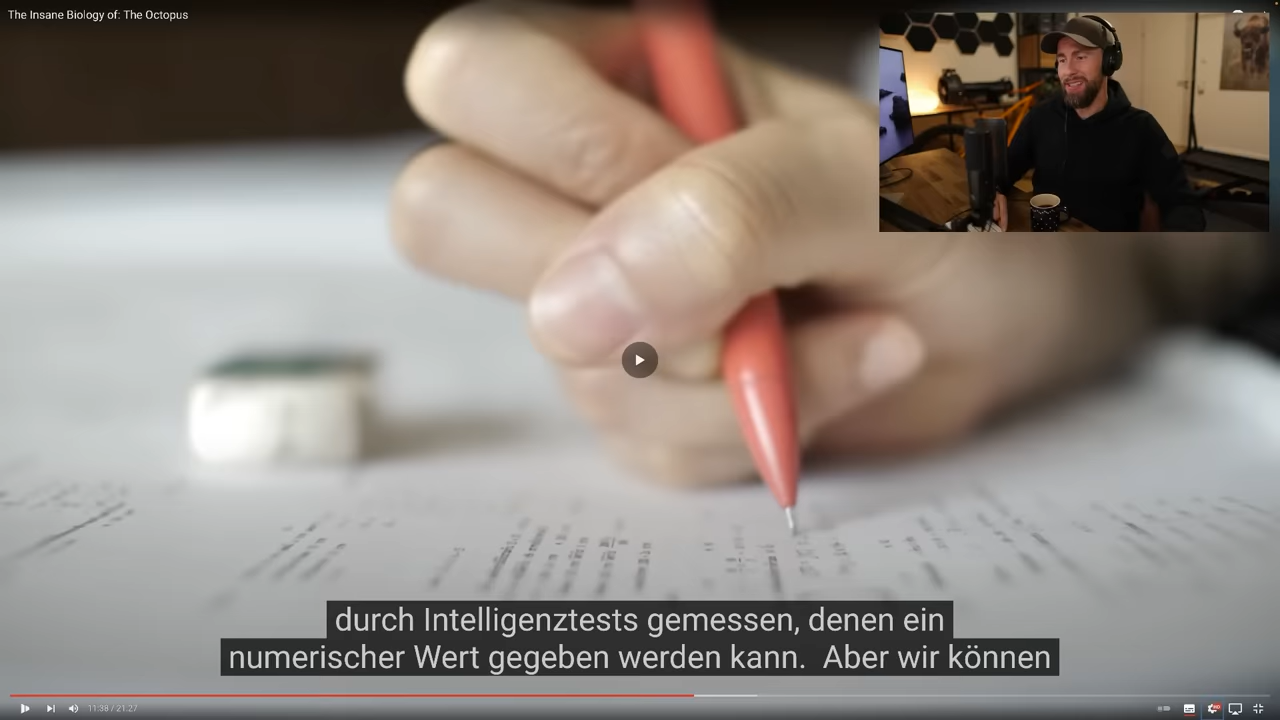 The Insane Biology of: The Octopus
durch Intelligenztests gemessen, denen ein
numerischer Wert gegeben werden kann.  Aber wir können
11:38 / 21:27